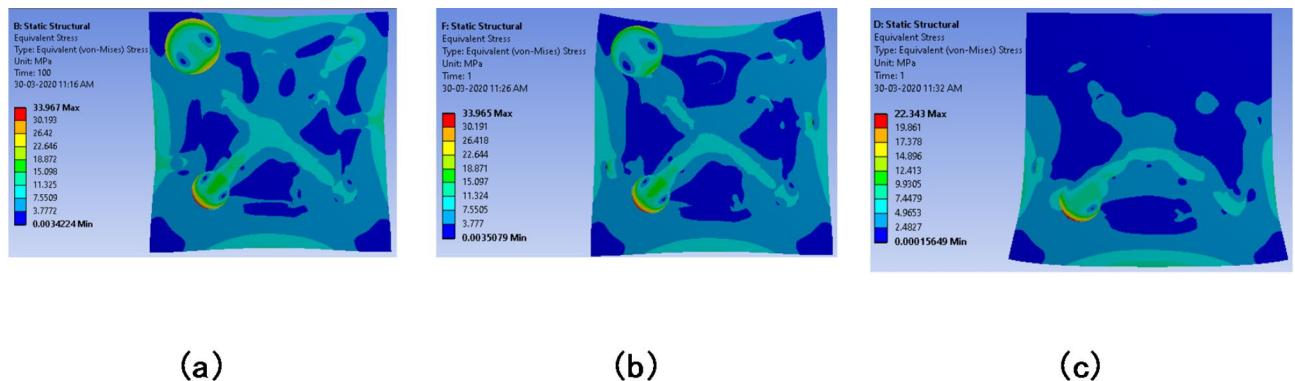 B: Static Structural
Equivalent Stress
Type: Equivalent (von-Mises) Stress
Unit: MPa
Time: 100
30-03-2020 11:16 AM
33.967 Max
30.193
26.42
22.646
18.872
15.098
11.325
7.5509
3.7772
0.0034224 Min
F: Static Structural
Equivalent Stress
Type: Equivalent (von-Mises) Stress
Unit: MPa
Time: 1
30-03-2020 11:26 AM
33.965 Max
30.191
26.418
22.644
18.871
15.097
11.324
7.5505
3.777
0.0035079 Min
D: Static Structural
Equivalent Stress
Type: Equivalent (von-Mises) Stress
Unit: MPa
Time: 1
30-03-2020 11:32 AM
22.343 Max
19.861
17.378
14.896
12.413
9.9305
7.4479
4.9653
2.4827
0.00015649 Min
(a)
(b)
(c)